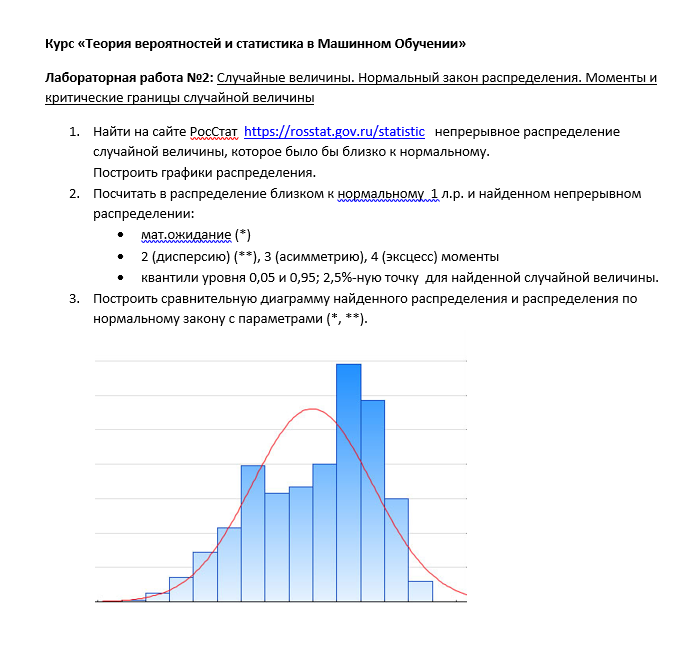 Курс «Теория вероятностей и статистика в Машинном Обучении»
Лабораторная работа №2: Случайные величины. Нормальный закон распределения. Моменты и
критические границы случайной величины
1. Найти на сайте РосСтат https://rosstat.gov.ru/statistic непрерывное распределение
случайной величины, которое было бы близко к нормальному.
Построить графики распределения.
2. Посчитать в распределение близком к нормальному 1 л.р. и найденном непрерывном
распределении:
• мат.ожидание (*)
• 2 (дисперсию) (**), 3 (асимметрию), 4 (эксцесс) моменты
• квантили уровня 0,05 и 0,95; 2,5%-ную точку для найденной случайной величины.
3. Построить сравнительную диаграмму найденного распределения и распределения по
нормальному закону с параметрами (*, **).